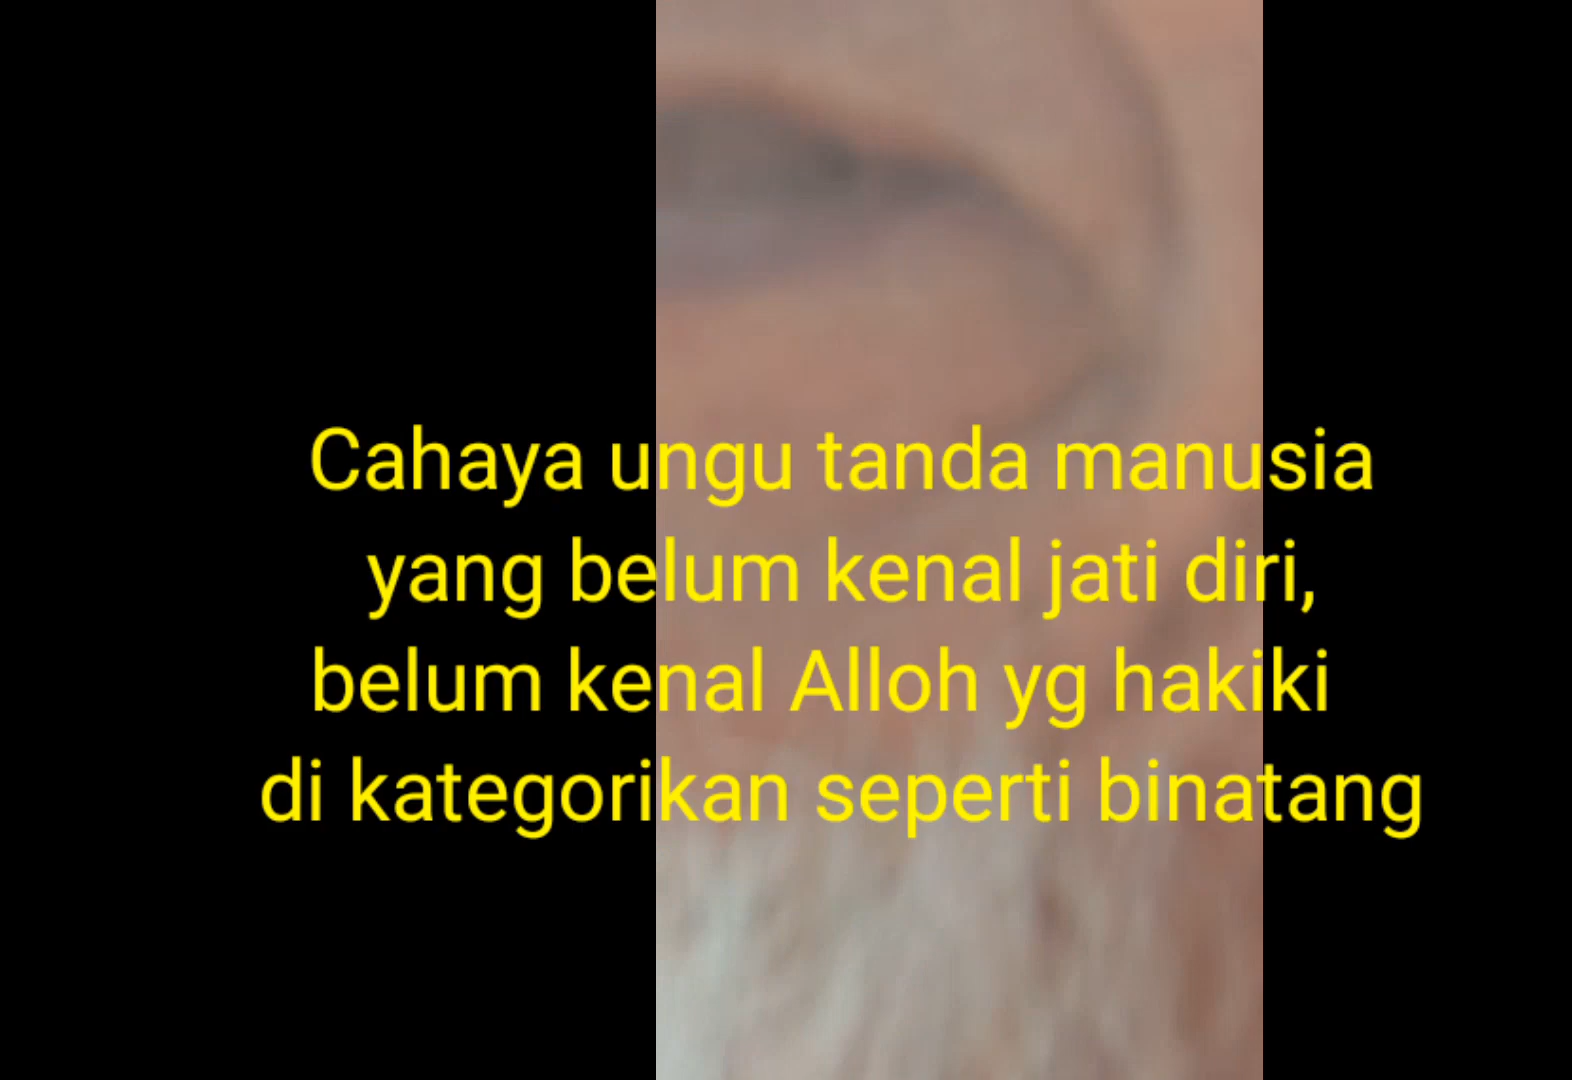 Cahaya ungu tanda manusia
yang belum kenal jati diri,
belum kenal Alloh yg hakiki
di kategorikan seperti binatang